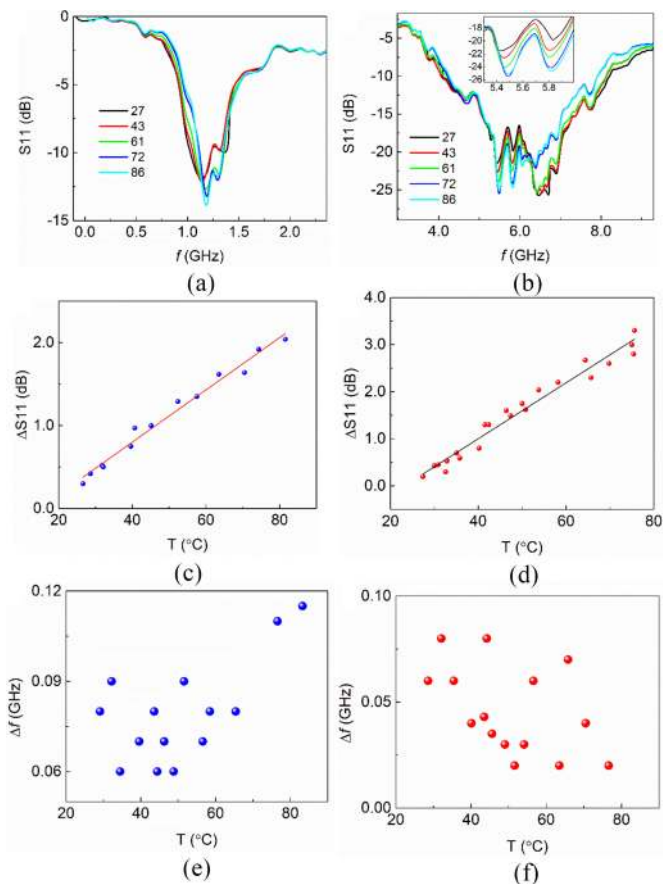 0
-5
-10
-15
S11 (dB)
27
43
61
72
86
0.0 0.5 1.0 1.5 2.0
f (GHz)
(a)
0
-5
-10
-15
-20
-25
S11 (dB)
-16
-18
-20
-22
-24
-26
5.4 5.6 5.8
27
43
61
72
86
4.0 6.0 8.0
f (GHz)
(b)
2.0
1.0
0.0
ΔS11 (dB)
20 40 60 80 100
T (°C)
(c)
4.0
3.0
2.0
1.0
0.0
ΔS11 (dB)
20 40 60 80
T (°C)
(d)
0.12
0.09
0.06
Δf (GHz)
20 40 60 80
T (°C)
(e)
0.10
0.05
0.00
Δf (GHz)
20 40 60 80
T (°C)
(f)